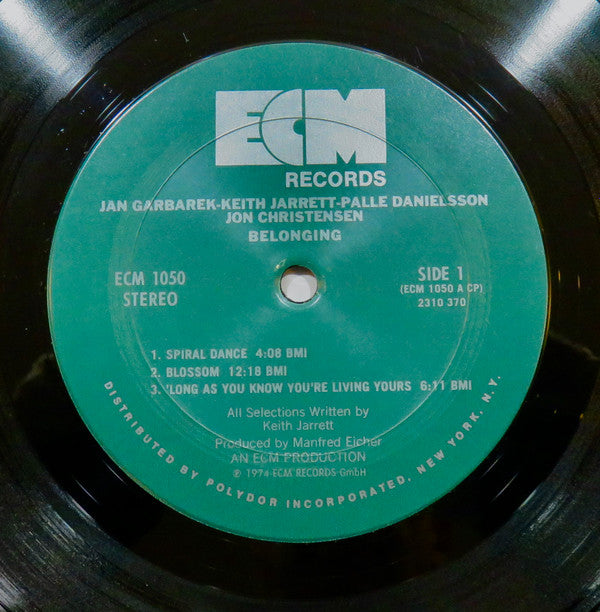 ECM
RECORDS
JAN GARBAREK-KEITH JARRETT-PALLE DANIELSSON
JON CHRISTENSEN
BELONGING
ECM 1050
STEREO
SIDE 1
(ECM 1050 A CP)
2310 370
1. SPIRAL DANCE 4:08 BMI
2. BLOSSOM 12:18 BMI
3. 'LONG AS YOU KNOW YOU'RE LIVING YOURS 6:11 BMI
All Selections Written by
Keith Jarrett
Produced by Manfred Eicher
AN ECM PRODUCTION
℗ 1974 ECM RECORDS GmbH
DISTRIBUTED BY POLYDOR INCORPORATED, NEW YORK, N.Y.